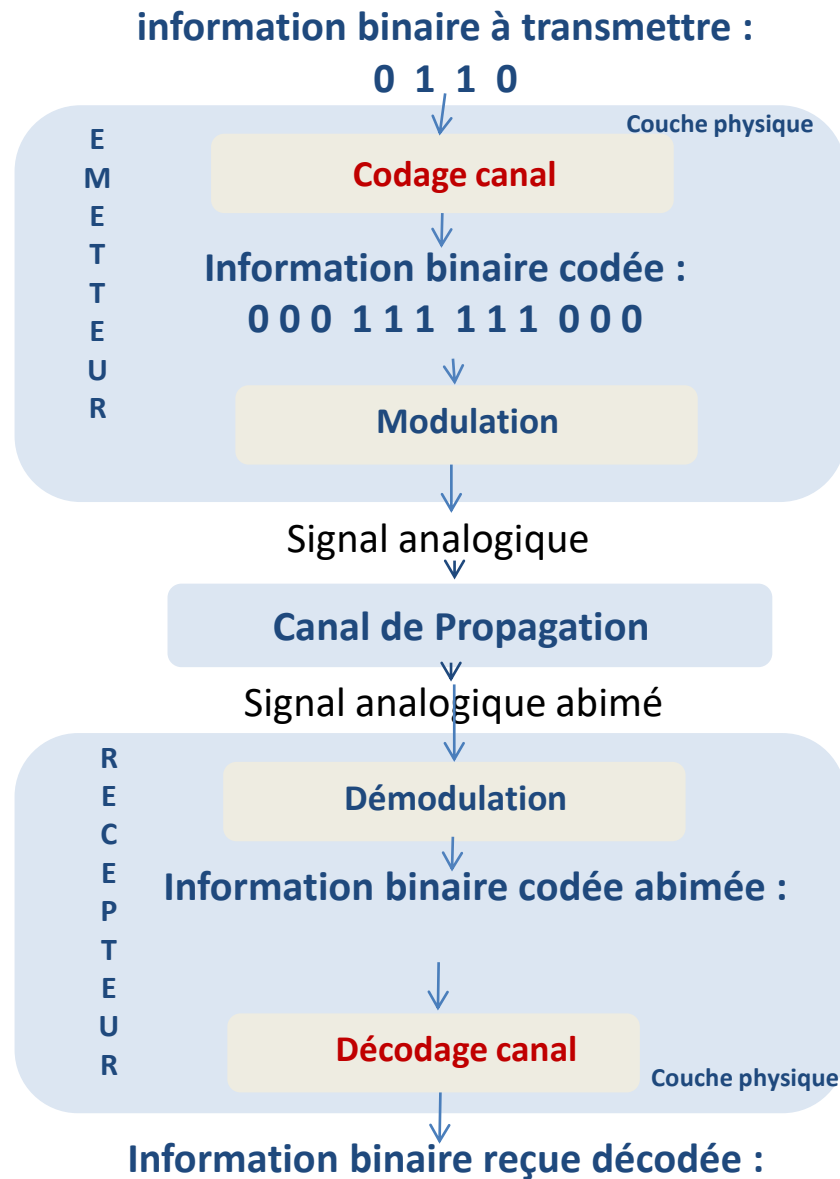 information binaire à transmettre :
0 1 1 0
Couche physique
EMETTEUR
Codage canal
Information binaire codée :
0 0 0 1 1 1 1 1 1 0 0 0
Modulation
Signal analogique
Canal de Propagation
Signal analogique abimé
RECEPTEUR
Démodulation
Information binaire codée abimée :
Décodage canal
Couche physique
Information binaire reçue décodée :